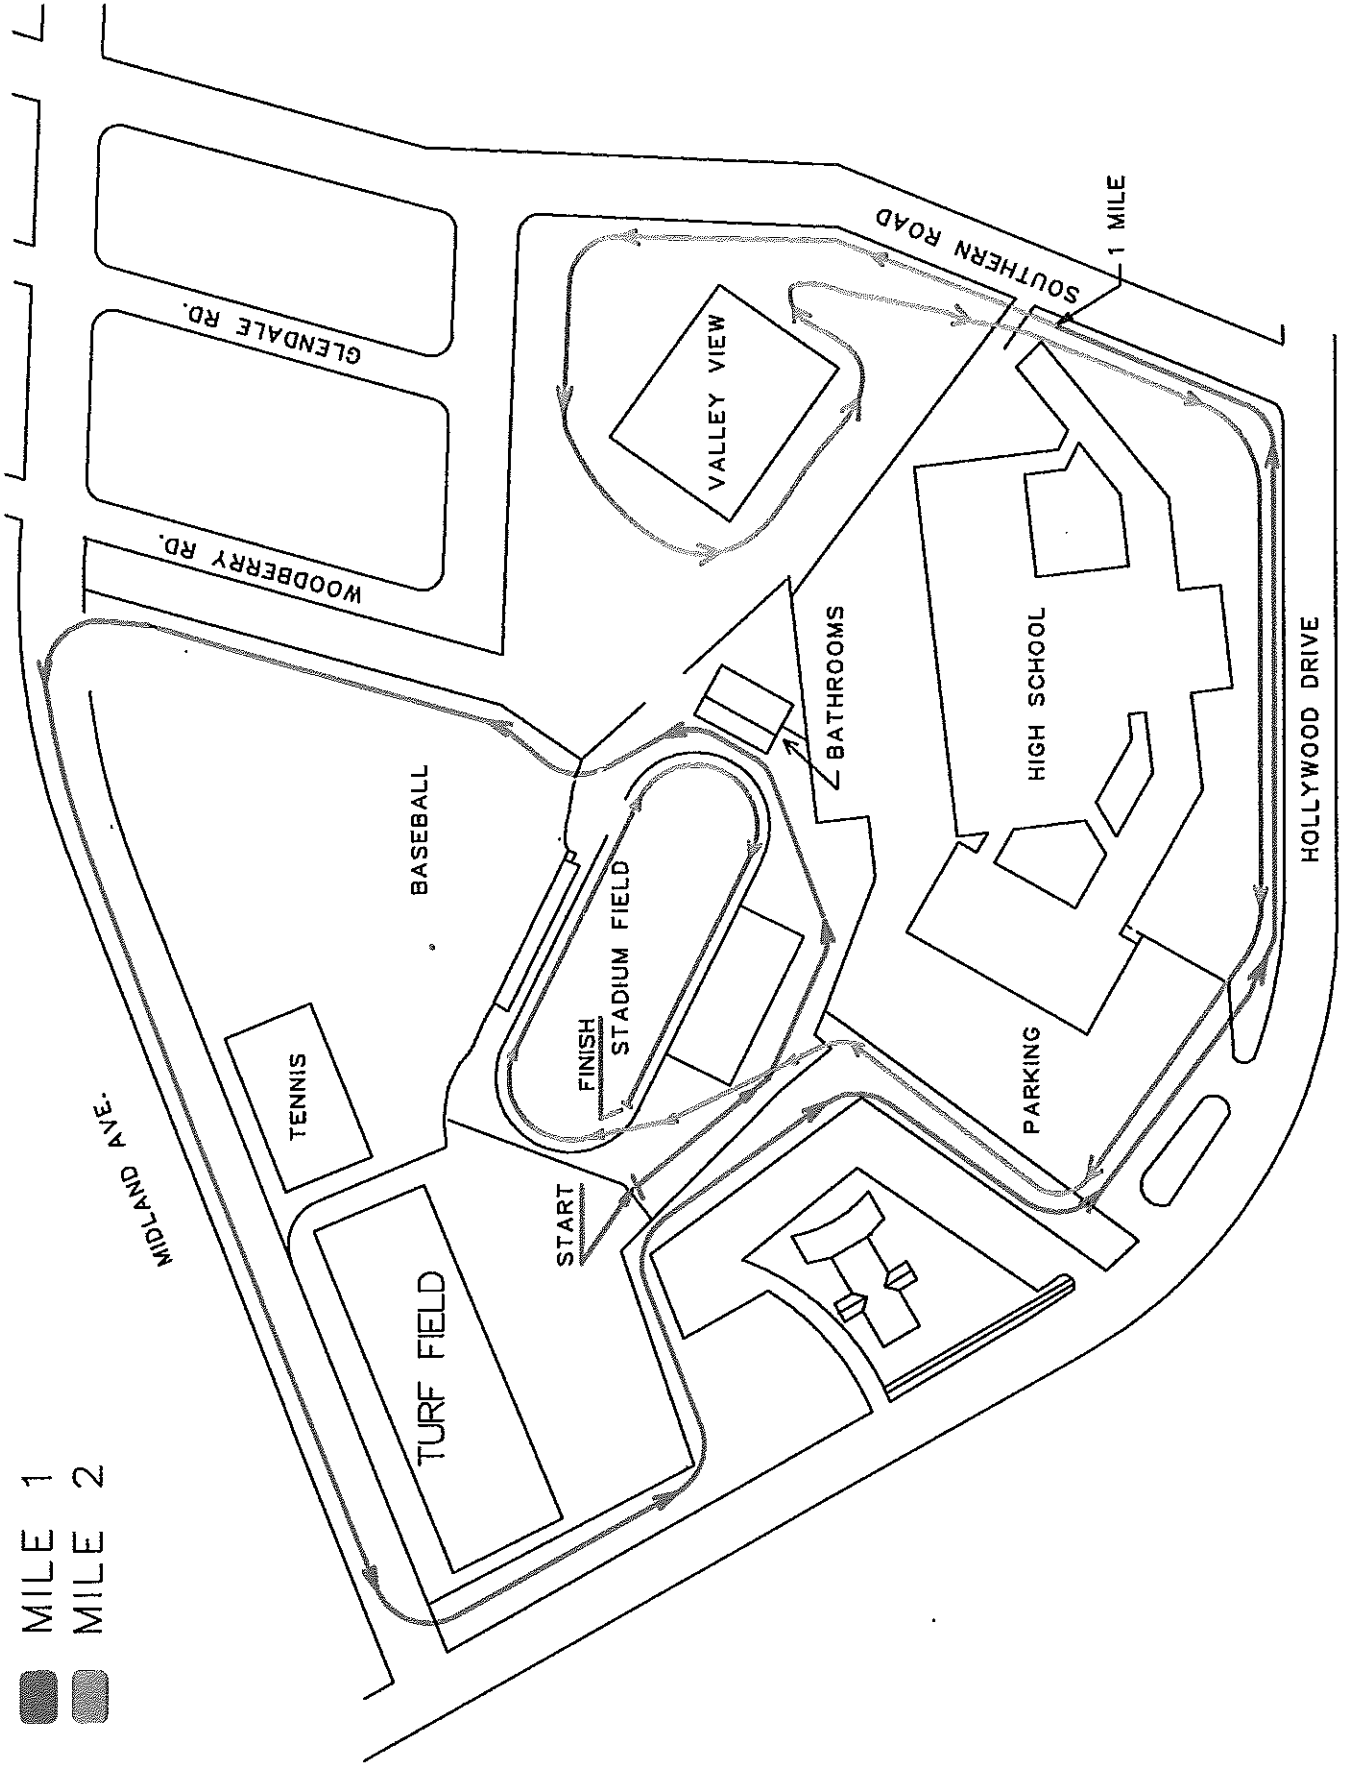 MILE 1
MILE 2
MIDLAND AVE.
WOODBERRY RD.
GLENDALE RD.
TENNIS
BASEBALL
TURF FIELD
START
FINISH
STADIUM FIELD
VALLEY VIEW
BATHROOMS
SOUTHERN ROAD
1 MILE
HIGH SCHOOL
PARKING
HOLLYWOOD DRIVE